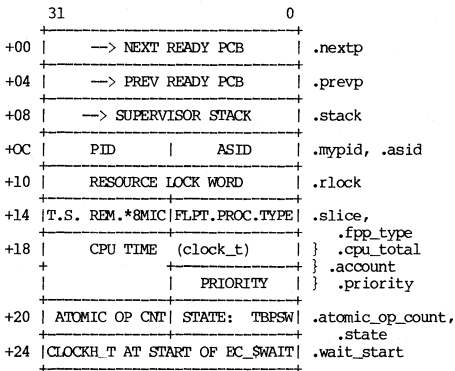 31 0
+00 | --> NEXT READY PCB | .nextp
+04 | --> PREV READY PCB | .prevp
+08 | --> SUPERVISOR STACK | .stack
+0C | PID | ASID | .mypid, .asid
+10 | RESOURCE LOCK WORD | .rlock
+14 |T.S. REM.*8MIC|FLPT.PROC.TYPE| .slice,
.fpp_type
+18 | CPU TIME (clock_t) | } .cpu_total
} .account
| | PRIORITY | } .priority
+20 | ATOMIC OP CNT| STATE: TBPSW| .atomic_op_count,
.state
+24 |CLOCKH_T AT START OF EC_$WAIT| .wait_start